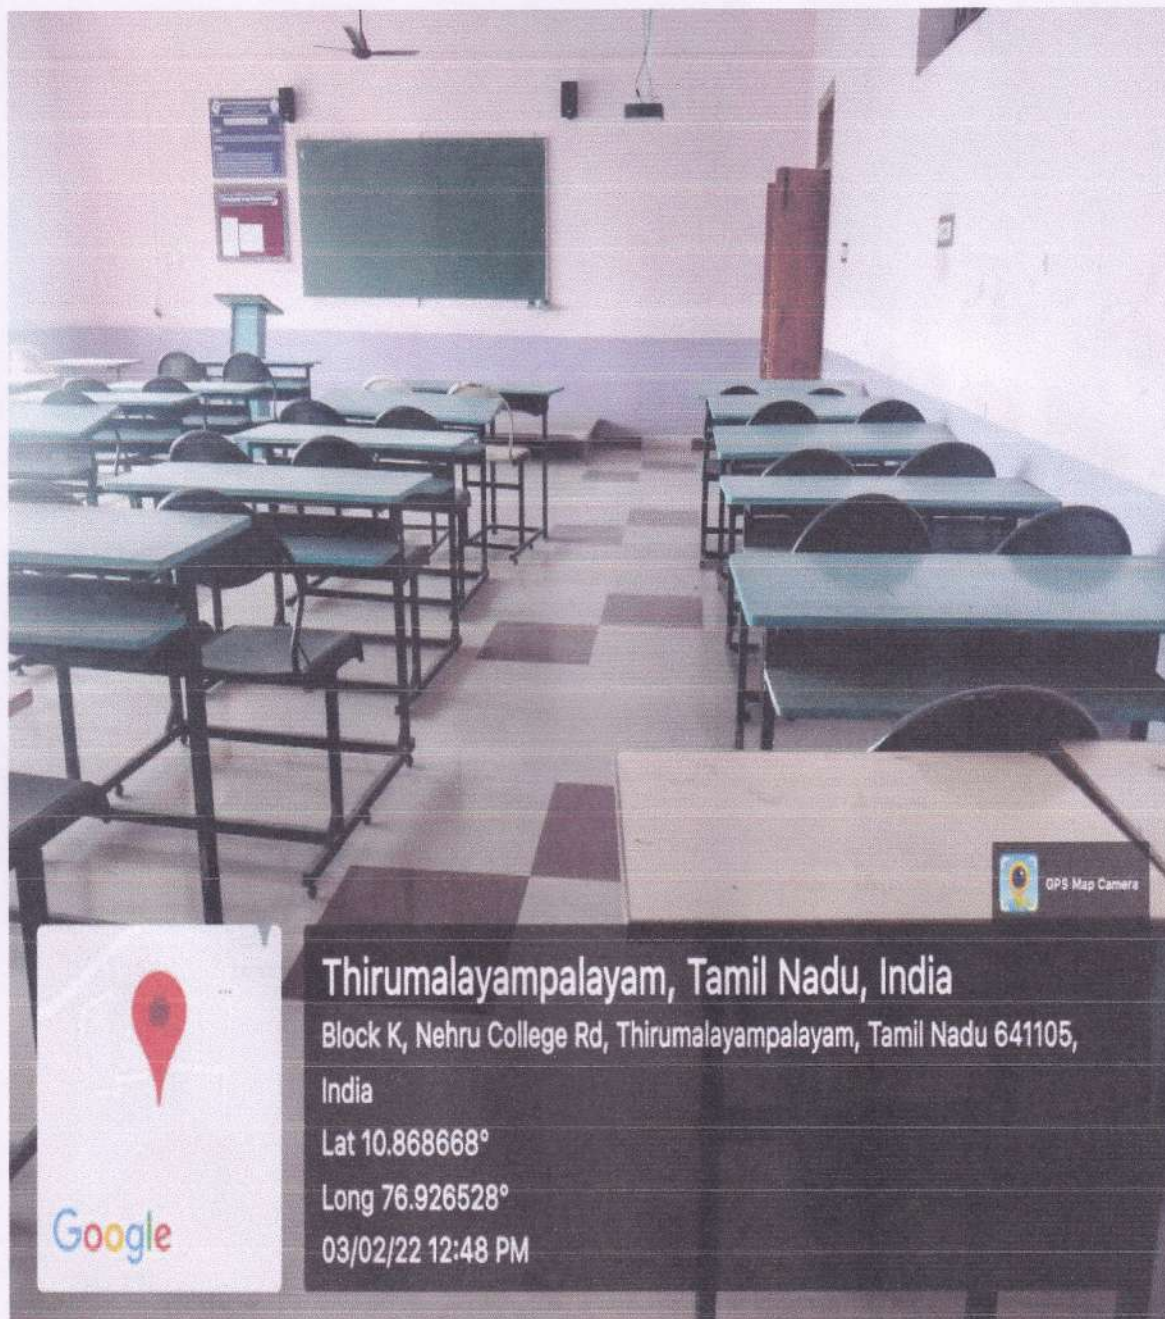 GPS Map Camera
Thirumalayampalayam, Tamil Nadu, India
Block K, Nehru College Rd, Thirumalayampalayam, Tamil Nadu 641105,
India
Lat 10.868668°
Long 76.926528°
03/02/22 12:48 PM
Google